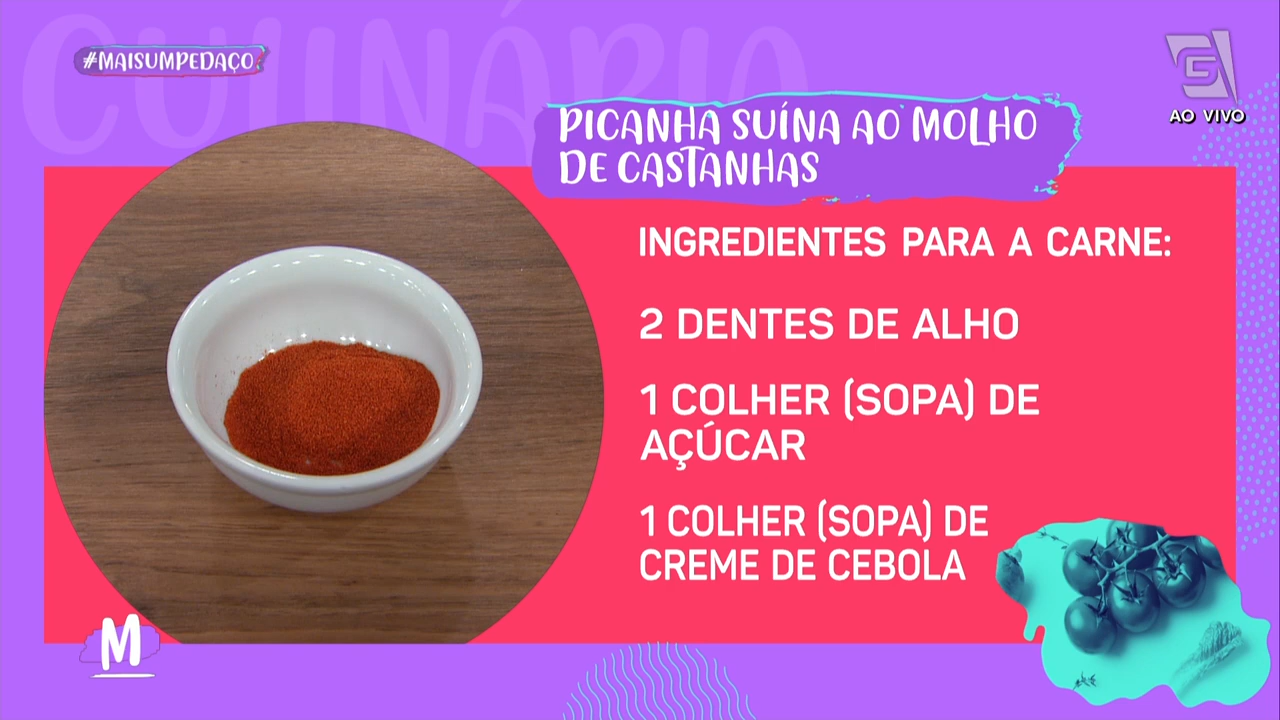 CULINÁRIA
#MAISUMPEDAÇO
G
AO VIVO
PICANHA SUÍNA AO MOLHO
DE CASTANHAS
INGREDIENTES PARA A CARNE:
2 DENTES DE ALHO
1 COLHER (SOPA) DE
AÇÚCAR
1 COLHER (SOPA) DE
CREME DE CEBOLA
M